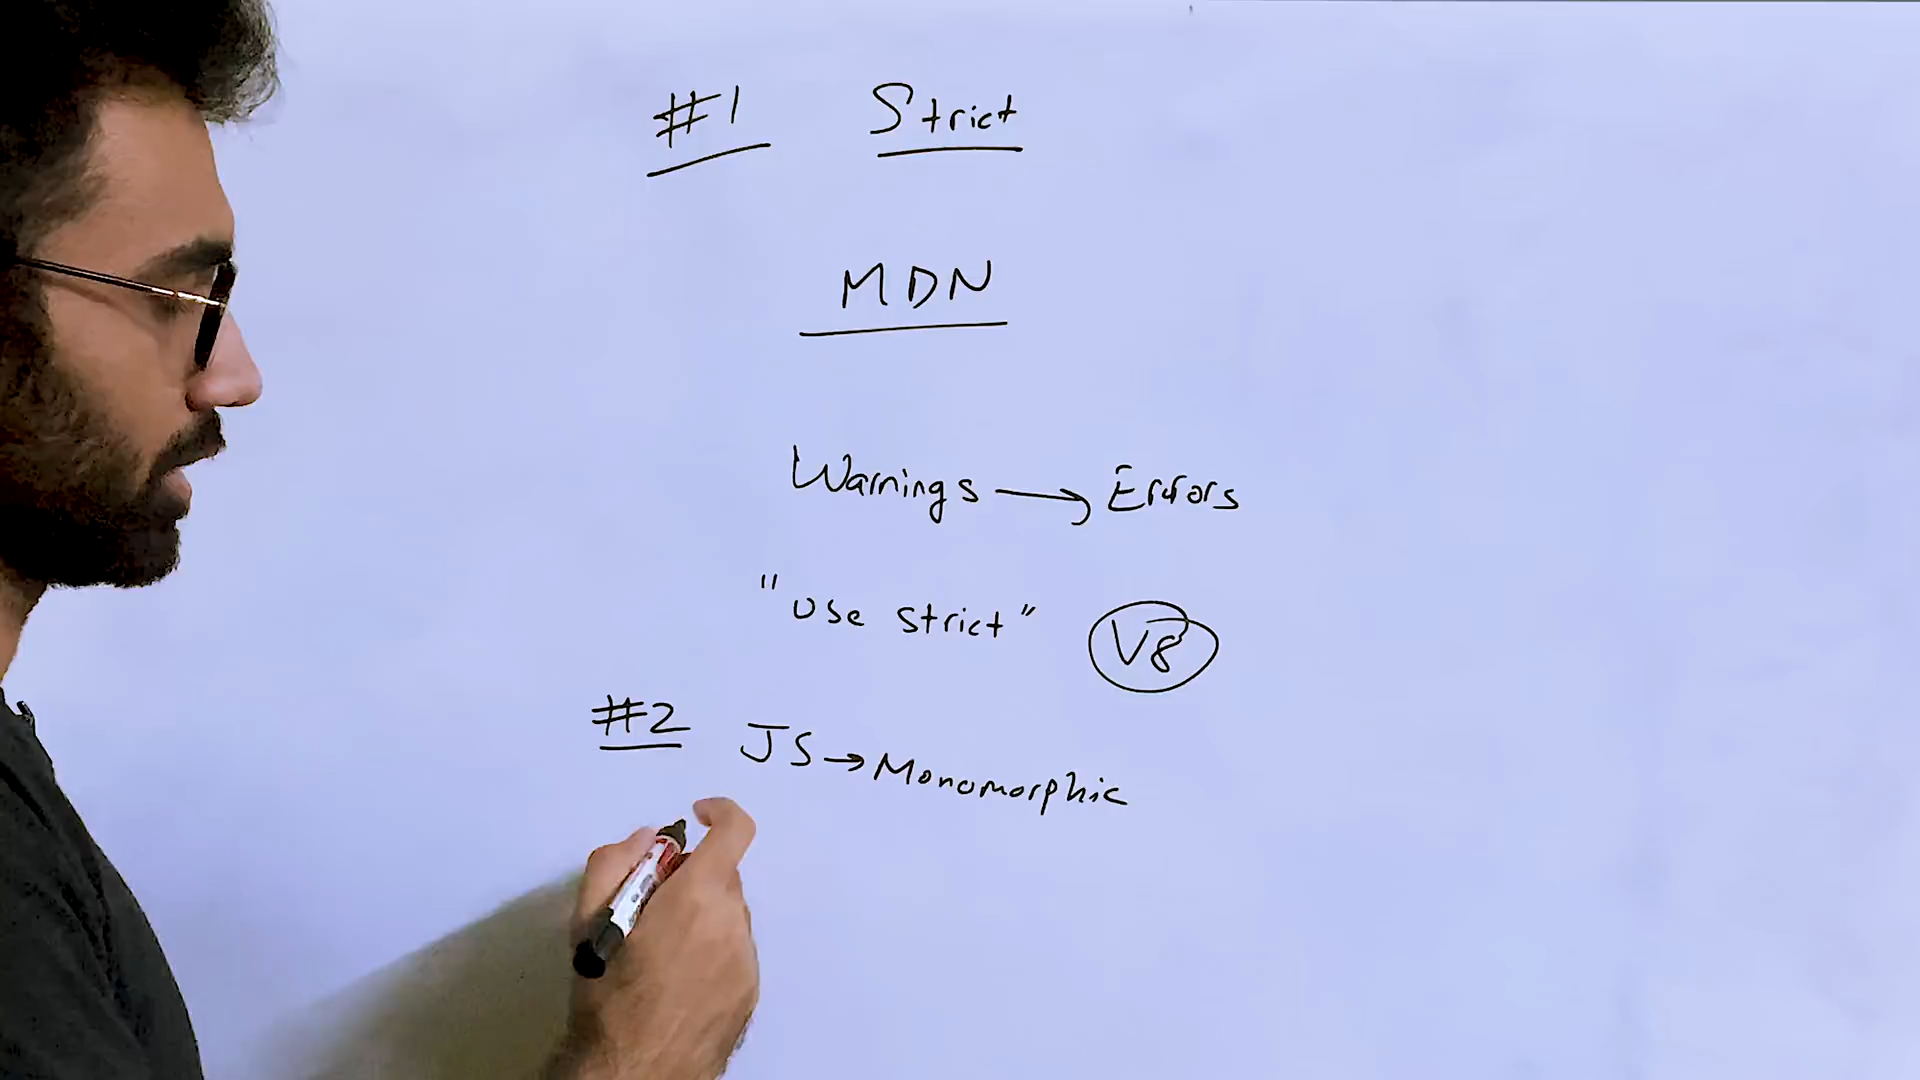 #1 Strict
MDN
Warnings → Errors
"use strict" V8
#2 JS → Monomorphic